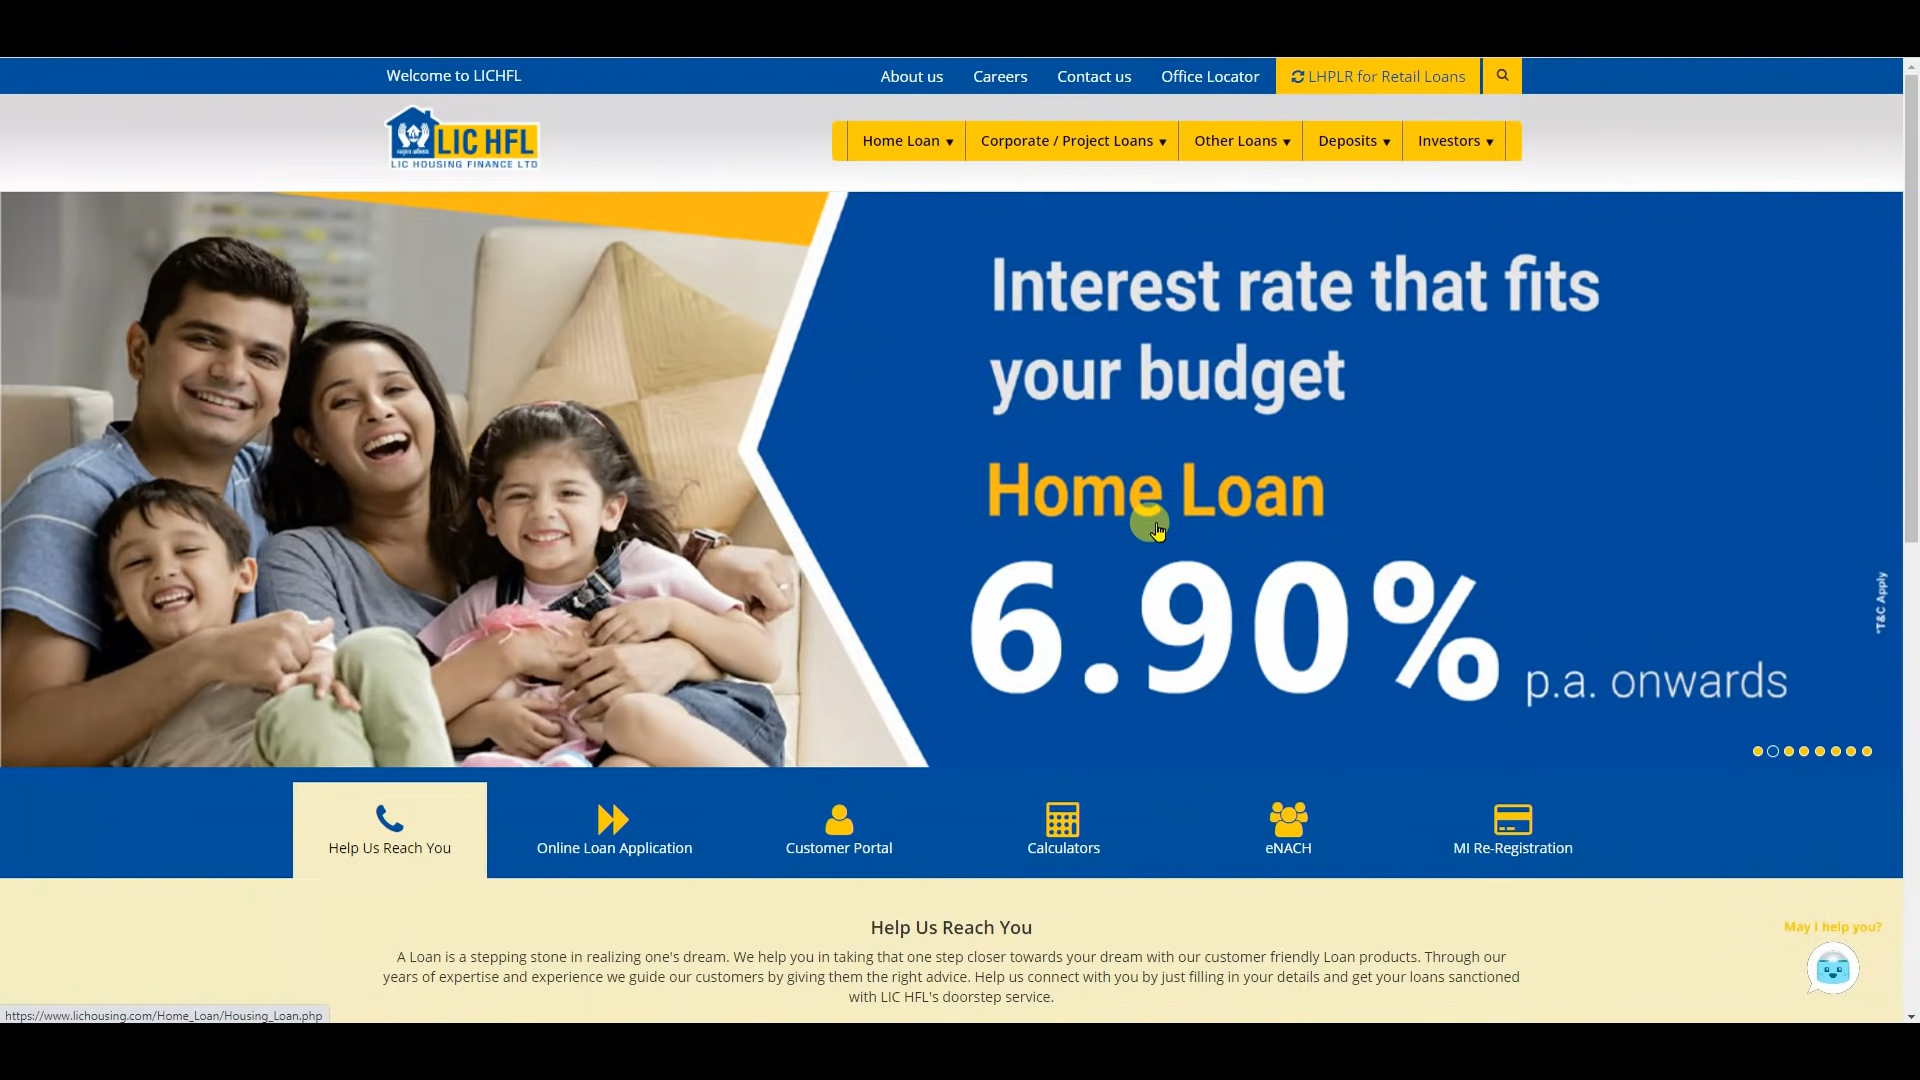 Welcome to LICHFL
About us
Careers
Contact us
Office Locator
LHPLR for Retail Loans
LIC HFL
LIC HOUSING FINANCE LTD
Home Loan
Corporate / Project Loans
Other Loans
Deposits
Investors
Interest rate that fits
your budget
Home Loan
6.90% p.a. onwards
*T&C Apply
Help Us Reach You
Online Loan Application
Customer Portal
Calculators
eNACH
MI Re-Registration
Help Us Reach You
A Loan is a stepping stone in realizing one's dream. We help you in taking that one step closer towards your dream with our customer friendly Loan products. Through our
years of expertise and experience we guide our customers by giving them the right advice. Help us connect with you by just filling in your details and get your loans sanctioned
with LIC HFL's doorstep service.
May I help you?
https://www.lichousing.com/Home_Loan/Housing_Loan.php